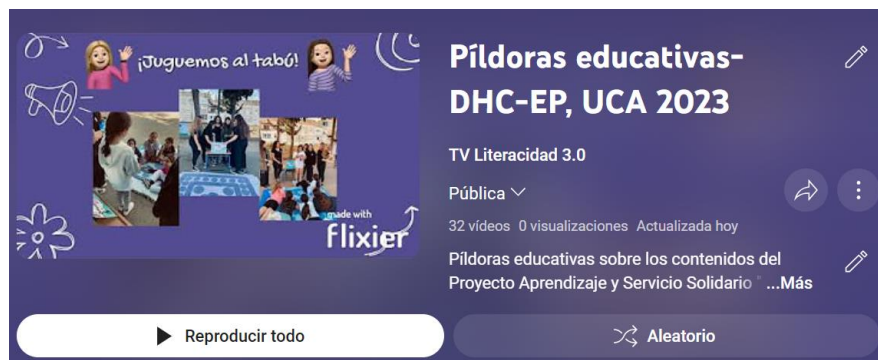 ¡Juguemos al tabú!
made with
flixier
Píldoras educativas-
DHC-EP, UCA 2023
TV Literacidad 3.0
Pública
32 vídeos 0 visualizaciones Actualizada hoy
Píldoras educativas sobre los contenidos del
Proyecto Aprendizaje y Servicio Solidario " ...Más
Reproducir todo
Aleatorio